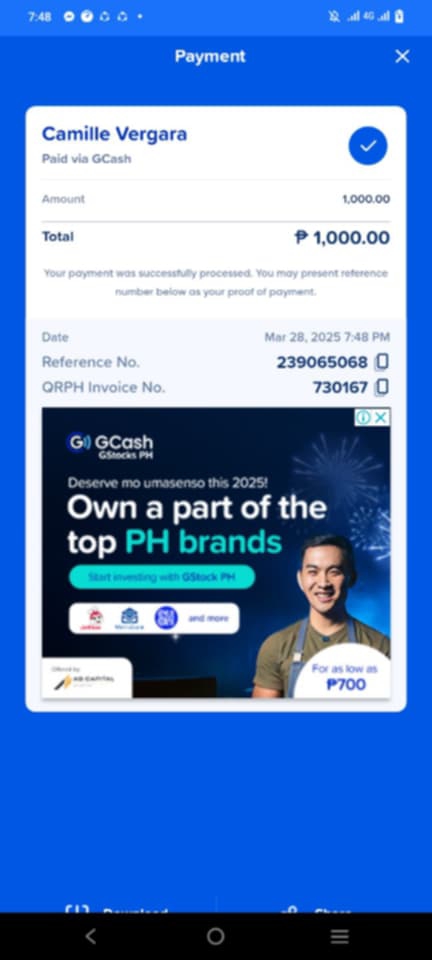 7:48
4G
Payment
Camille Vergara
Paid via GCash
Amount 1,000.00
Total ₱ 1,000.00
Your payment was successfully processed. You may present reference
number below as your proof of payment.
Date Mar 28, 2025 7:48 PM
Reference No. 239065068
QRPH Invoice No. 730167
GCash
GStocks PH
Deserve mo umasenso this 2025!
Own a part of the
top PH brands
Start investing with GStock PH
and more
Offered by
AB CAPITAL
For as low as
₱700
Download Share